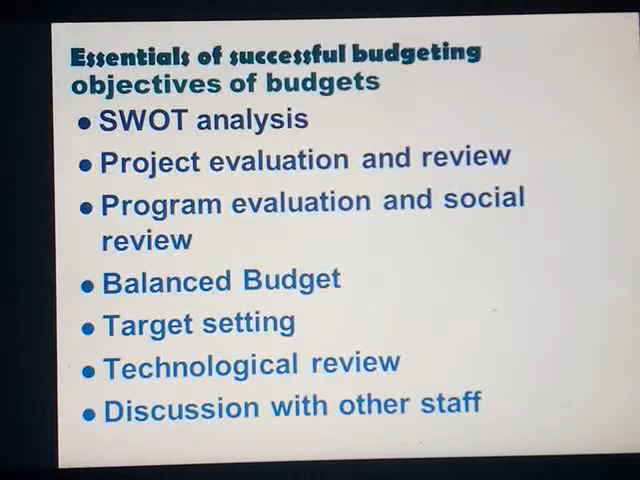 Essentials of successful budgeting
objectives of budgets
● SWOT analysis
● Project evaluation and review
● Program evaluation and social
review
● Balanced Budget
● Target setting
● Technological review
● Discussion with other staff